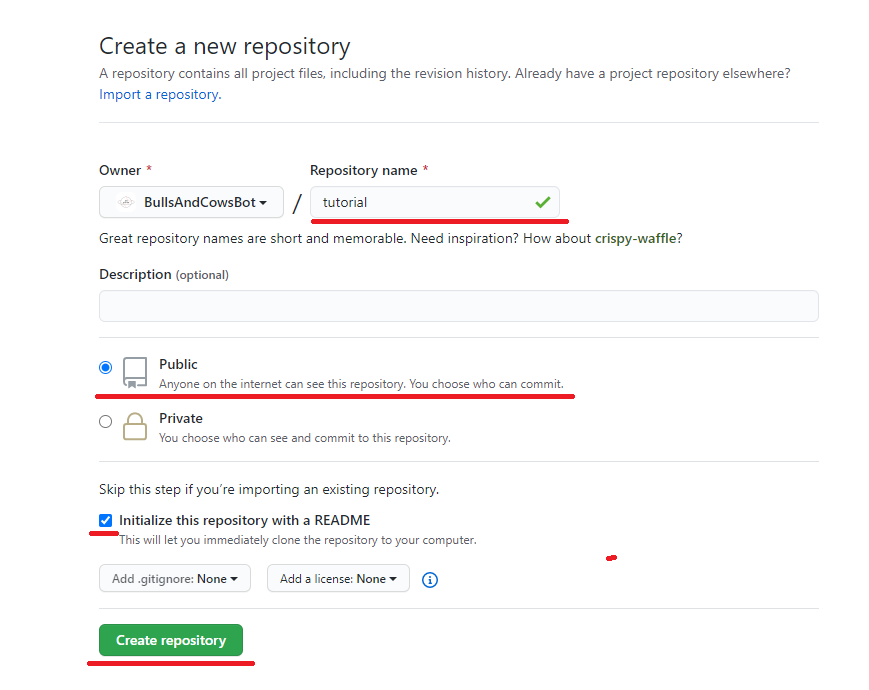 Create a new repository
A repository contains all project files, including the revision history. Already have a project repository elsewhere?
Import a repository.
Owner *
Repository name *
BullsAndCowsBot / tutorial
Great repository names are short and memorable. Need inspiration? How about crispy-waffle?
Description (optional)
Public
Anyone on the internet can see this repository. You choose who can commit.
Private
You choose who can see and commit to this repository.
Skip this step if you’re importing an existing repository.
Initialize this repository with a README
This will let you immediately clone the repository to your computer.
Add .gitignore: None
Add a license: None
Create repository